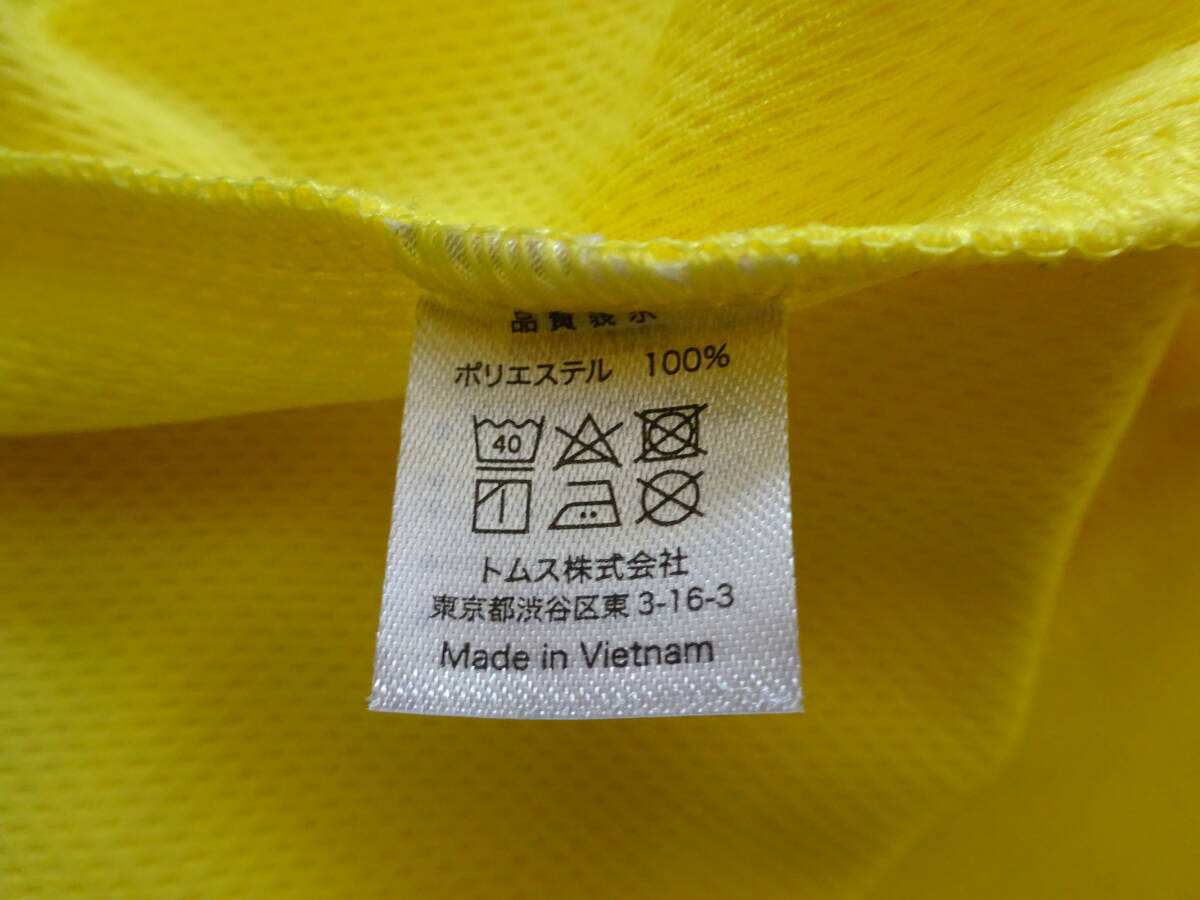 品質表示
ポリエステル 100%
40
トムス株式会社
東京都渋谷区東 3-16-3
Made in Vietnam